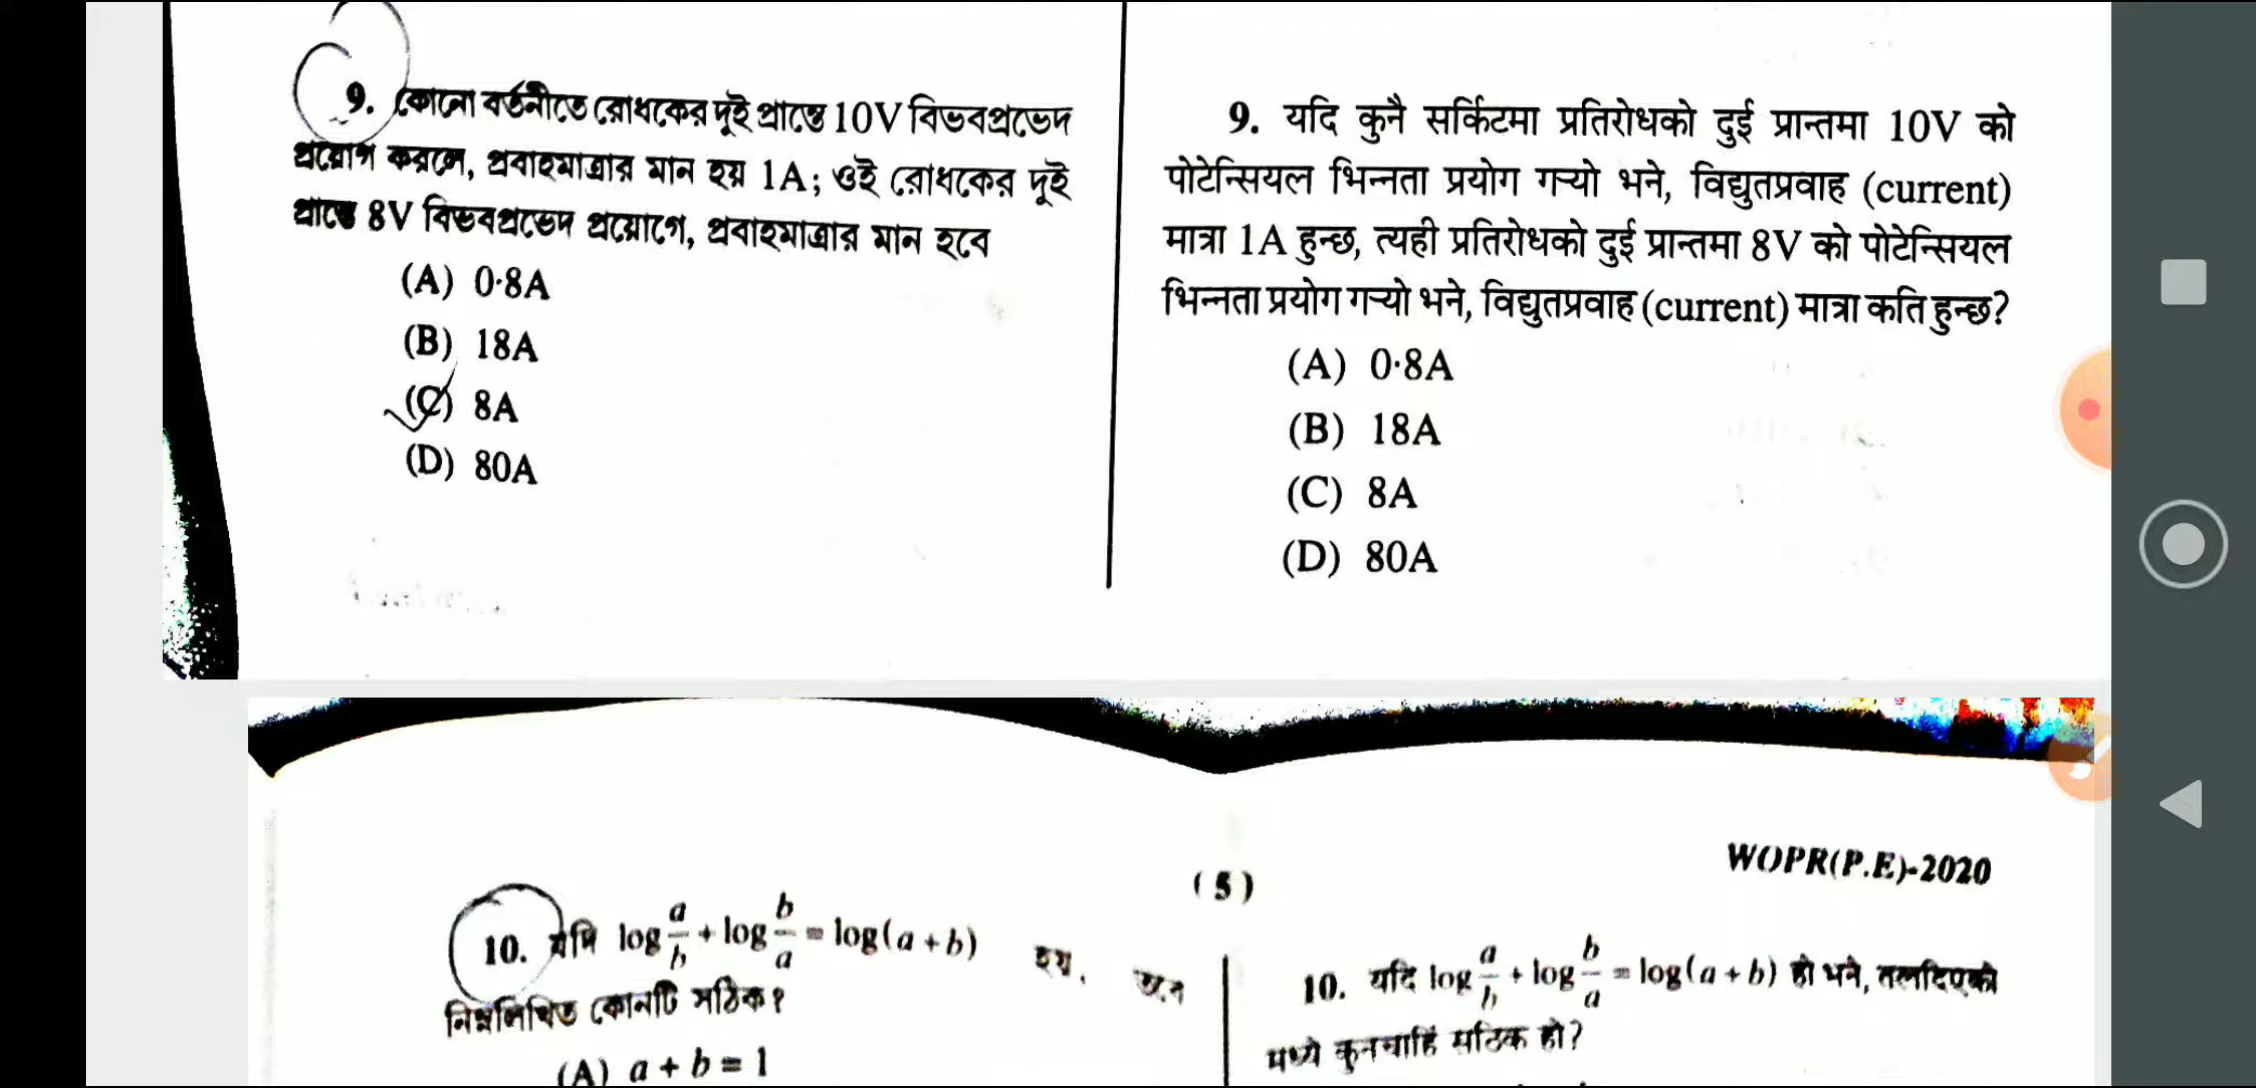 9. কোনো বর্তনীতে রোধকের দুই প্রান্তে 10V বিভবপ্রভেদ
প্রয়োগ করলে, প্রবাহমাত্রার মান হয় 1A; ওই রোধকের দুই
প্রান্তে 8V বিভবপ্রভেদ প্রয়োগে, প্রবাহমাত্রার মান হবে
(A) 0·8A
(B) 18A
(C) 8A
(D) 80A
9. यदि कुनै सर्किटमा प्रतिरोधको दुई प्रान्तमा 10V को
पोटेन्सियल भिन्नता प्रयोग गऱ्यो भने, विद्युतप्रवाह (current)
मात्रा 1A हुन्छ, त्यही प्रतिरोधको दुई प्रान्तमा 8V को पोटेन्सियल
भिन्नता प्रयोग गऱ्यो भने, विद्युतप्रवाह (current) मात्रा कति हुन्छ?
(A) 0·8A
(B) 18A
(C) 8A
(D) 80A
(5)
WOPR(P.E)-2020
10. যদি log a/b + log b/a = log(a + b) হয়,
নিম্নলিখিত কোনটি সঠিক?
(A) a + b = 1
10. यदि log a/b + log b/a = log(a + b) हो भने, तलदिएको
मध्ये कुनचाहिं सठिक हो?